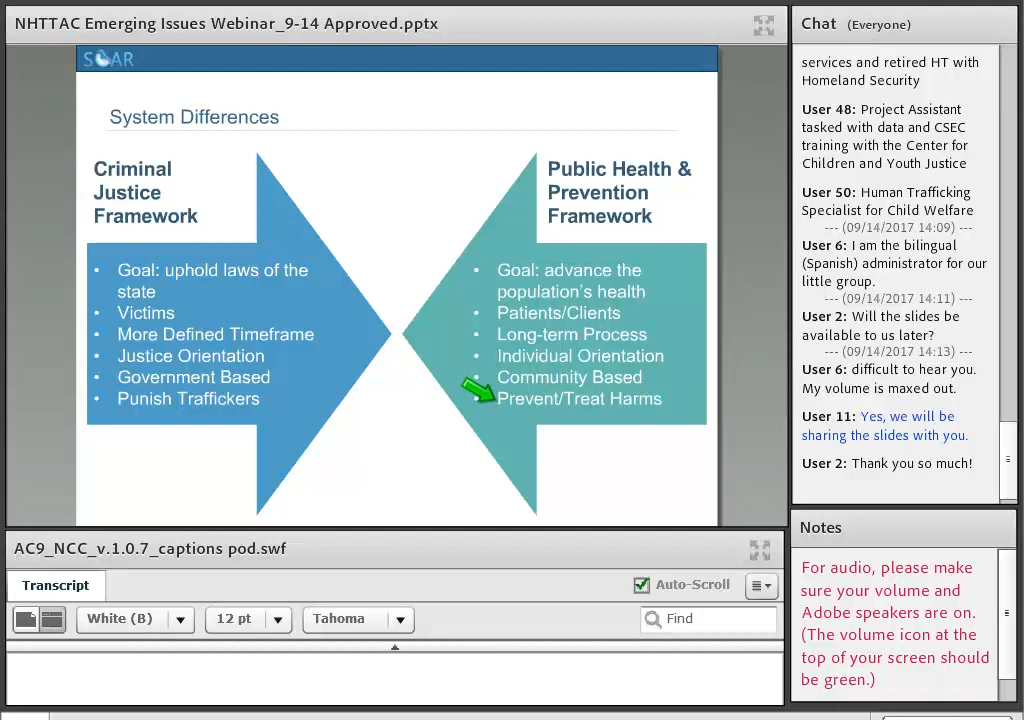 NHTTAC Emerging Issues Webinar_9-14 Approved.pptx
SOAR
System Differences
Criminal
Justice
Framework
• Goal: uphold laws of the
state
• Victims
• More Defined Timeframe
• Justice Orientation
• Government Based
• Punish Traffickers
Public Health &
Prevention
Framework
• Goal: advance the
population's health
• Patients/Clients
• Long-term Process
• Individual Orientation
• Community Based
• Prevent/Treat Harms
AC9_NCC_v.1.0.7_captions pod.swf
Transcript
Auto-Scroll
White (B)
12 pt
Tahoma
Find
Chat (Everyone)
services and retired HT with
Homeland Security
User 48: Project Assistant
tasked with data and CSEC
training with the Center for
Children and Youth Justice
User 50: Human Trafficking
Specialist for Child Welfare
--- (09/14/2017 14:09) ---
User 6: I am the bilingual
(Spanish) administrator for our
little group.
--- (09/14/2017 14:11) ---
User 2: Will the slides be
available to us later?
--- (09/14/2017 14:13) ---
User 6: difficult to hear you.
My volume is maxed out.
User 11: Yes, we will be
sharing the slides with you.
User 2: Thank you so much!
Notes
For audio, please make
sure your volume and
Adobe speakers are on.
(The volume icon at the
top of your screen should
be green.)